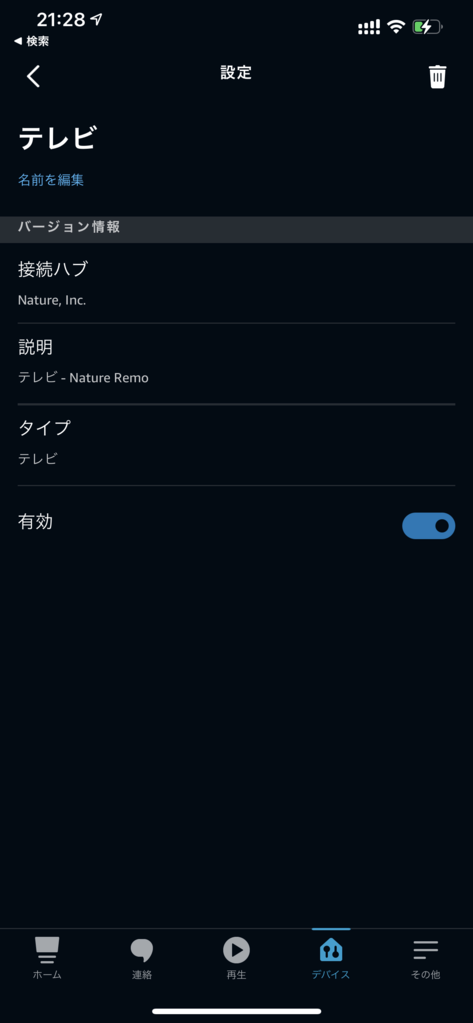 21:28
◀ 検索
設定
テレビ
名前を編集
バージョン情報
接続ハブ
Nature, Inc.
説明
テレビ - Nature Remo
タイプ
テレビ
有効
ホーム
連絡
再生
デバイス
その他